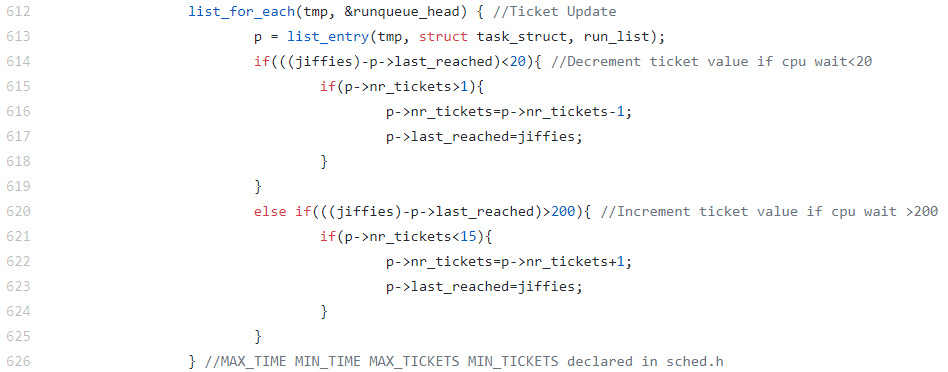 612 list_for_each(tmp, &runqueue_head) { //Ticket Update
613 p = list_entry(tmp, struct task_struct, run_list);
614 if(((jiffies)-p->last_reached)<20){ //Decrement ticket value if cpu wait<20
615 if(p->nr_tickets>1){
616 p->nr_tickets=p->nr_tickets-1;
617 p->last_reached=jiffies;
618 }
619 }
620 else if(((jiffies)-p->last_reached)>200){ //Increment ticket value if cpu wait >200
621 if(p->nr_tickets<15){
622 p->nr_tickets=p->nr_tickets+1;
623 p->last_reached=jiffies;
624 }
625 }
626 } //MAX_TIME MIN_TIME MAX_TICKETS MIN_TICKETS declared in sched.h